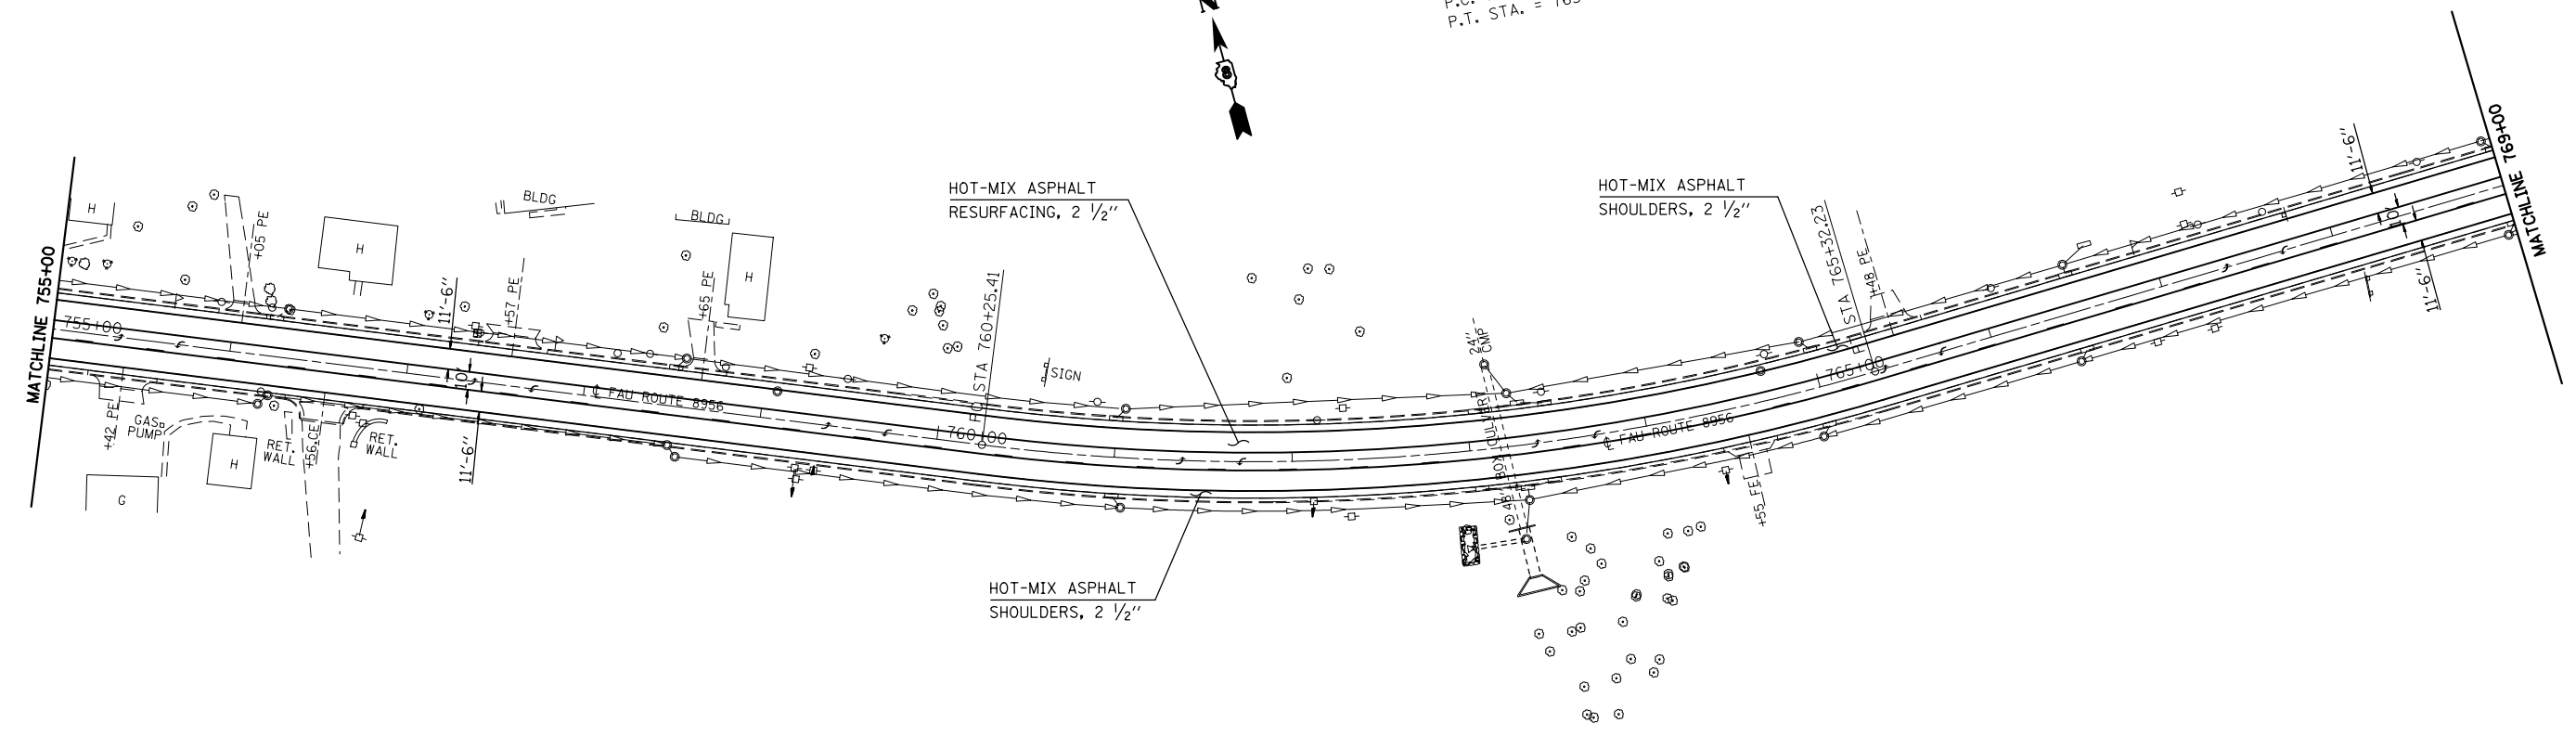 N
8
P.C.
P.T. STA. = 765
MATCHLINE 755+00
MATCHLINE 769+00
755+00
H
+05 PE
H
BLDG
BLDG
H
11'-6"
+57 PE
+65 PE
10'
11'-6"
℄ FAU ROUTE 8956
+42 PE
GAS
PUMP
G
H
RET.
WALL
+56 CE
RET.
WALL
760+00
STA 760+25.41
SIGN
HOT-MIX ASPHALT
RESURFACING, 2 1/2"
HOT-MIX ASPHALT
SHOULDERS, 2 1/2"
HOT-MIX ASPHALT
SHOULDERS, 2 1/2"
24"
CMP
48" BOX CULVERT
℄ FAU ROUTE 8956
+55 FE
765+00
STA 765+32.23
+48 PE
11'-6"
10'
11'-6"